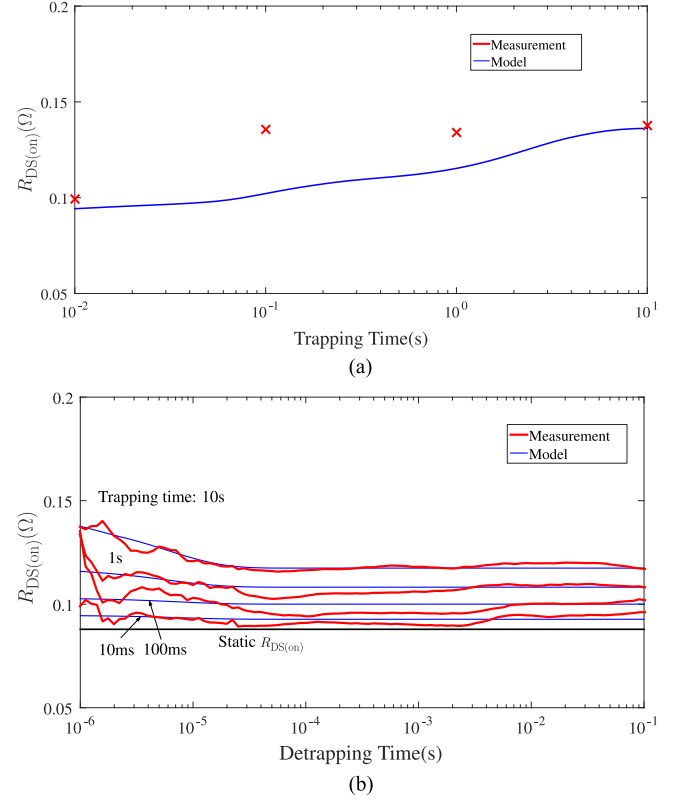 0.2
Measurement
Model
0.15
R_DS(on)(Ω)
0.1
0.05
10^-2 10^-1 10^0 10^1
Trapping Time(s)
(a)
0.2
Measurement
Model
0.15
Trapping time: 10s
R_DS(on)(Ω)
1s
0.1
10ms 100ms Static R_DS(on)
0.05
10^-6 10^-5 10^-4 10^-3 10^-2 10^-1
Detrapping Time(s)
(b)